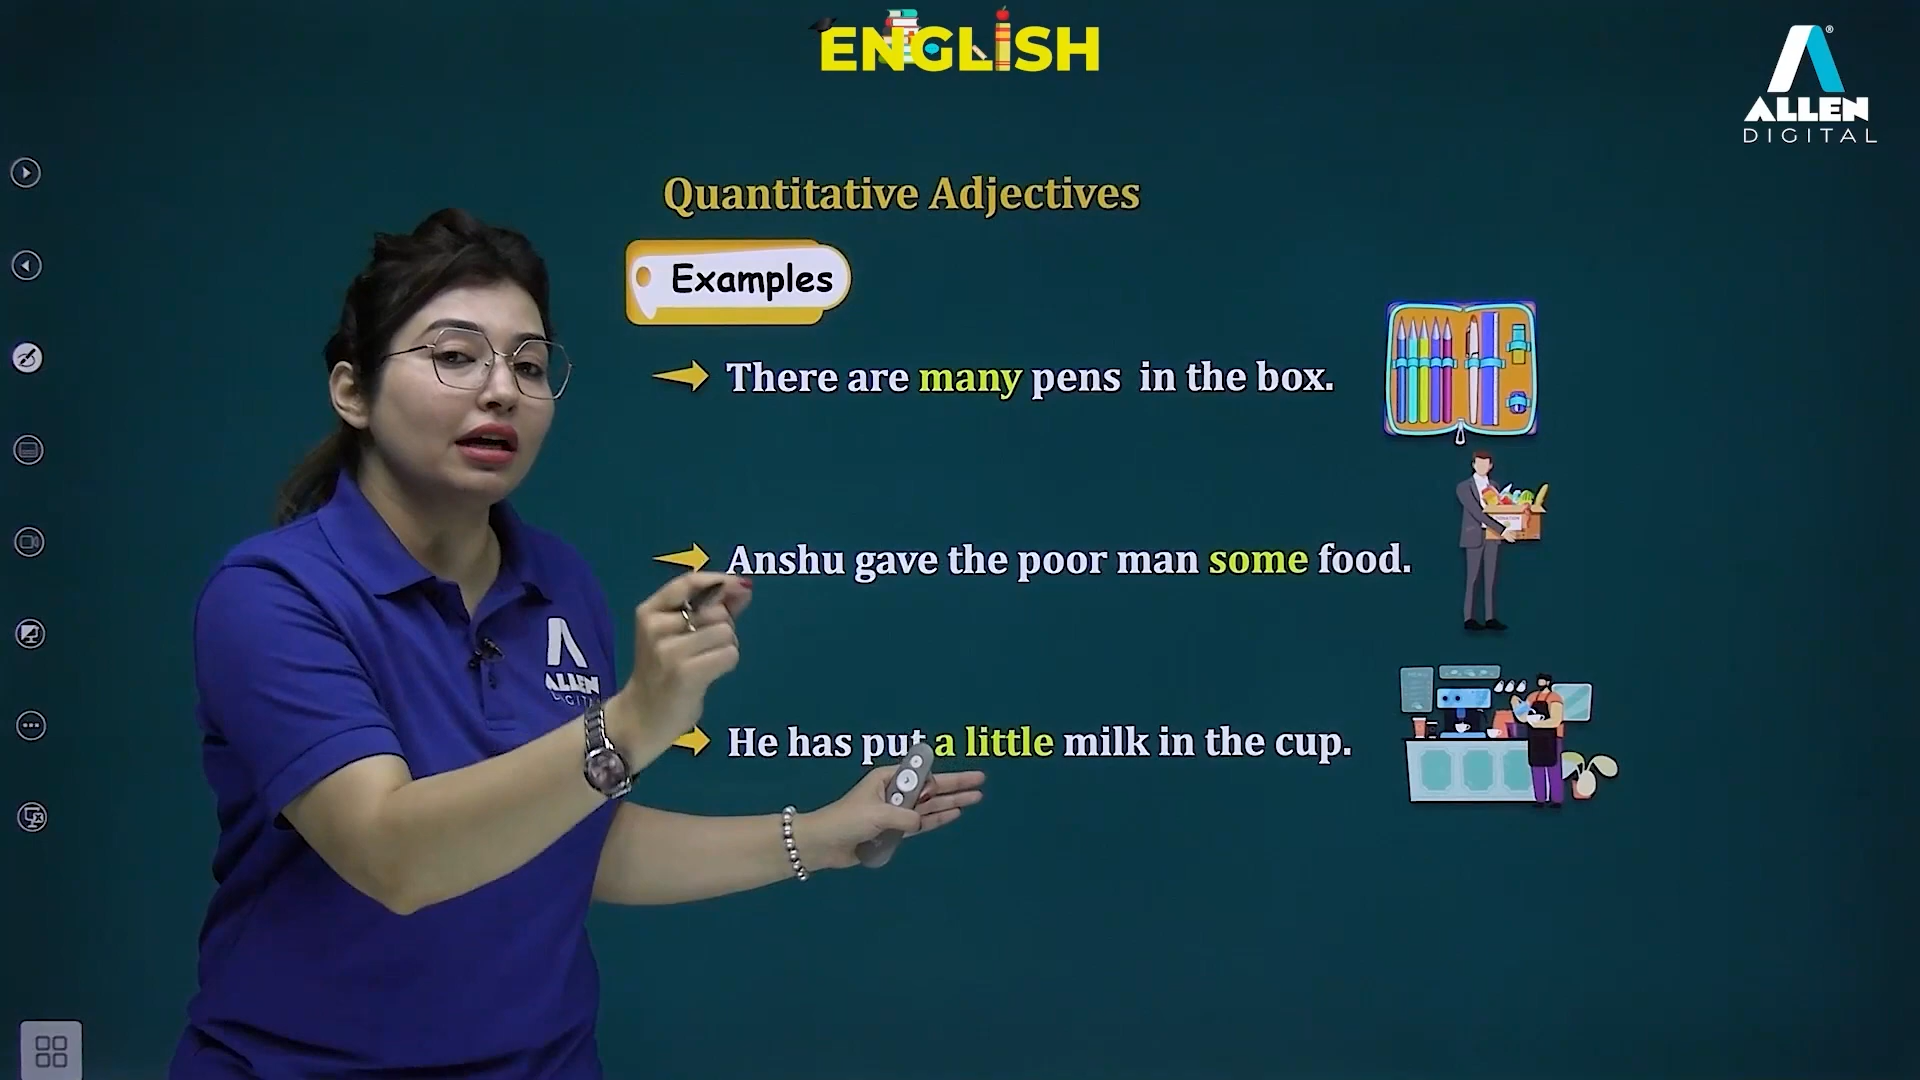 ENGLISH
ALLEN
DIGITAL
Quantitative Adjectives
Examples
There are many pens in the box.
Anshu gave the poor man some food.
ALLEN
He has put a little milk in the cup.